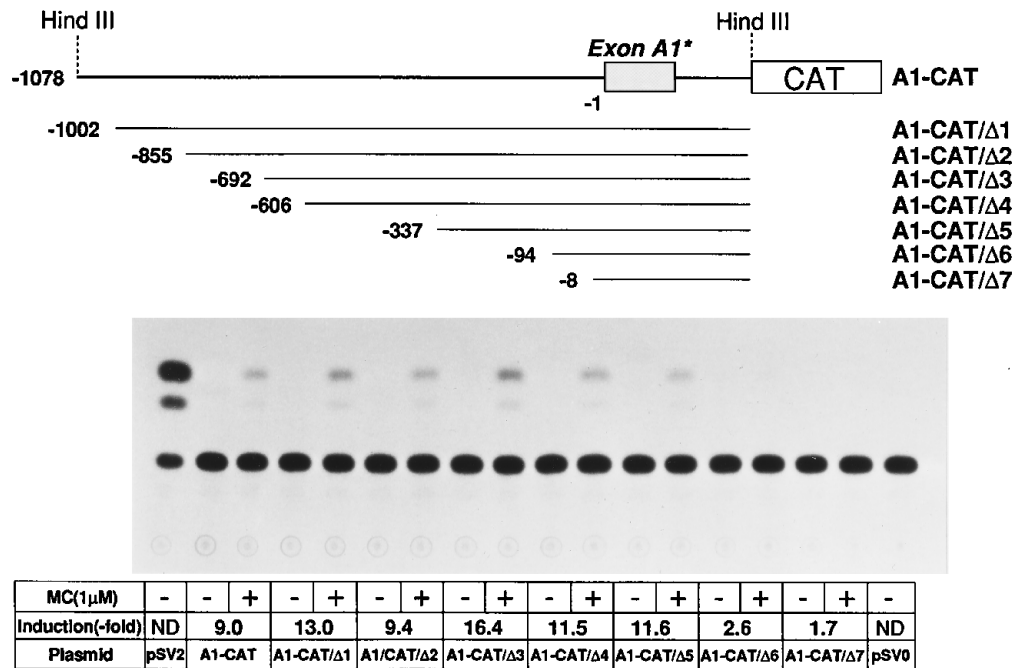 Hind III
Hind III
Exon A1*
-1078
CAT
A1-CAT
-1
-1002
A1-CAT/Δ1
-855
A1-CAT/Δ2
-692
A1-CAT/Δ3
-606
A1-CAT/Δ4
-337
A1-CAT/Δ5
-94
A1-CAT/Δ6
-8
A1-CAT/Δ7
MC(1μM) - - + - + - + - + - + - + - + - + -
Induction(-fold) ND 9.0 13.0 9.4 16.4 11.5 11.6 2.6 1.7 ND
Plasmid pSV2 A1-CAT A1-CAT/Δ1 A1/CAT/Δ2 A1-CAT/Δ3 A1-CAT/Δ4 A1-CAT/Δ5 A1-CAT/Δ6 A1-CAT/Δ7 pSV0